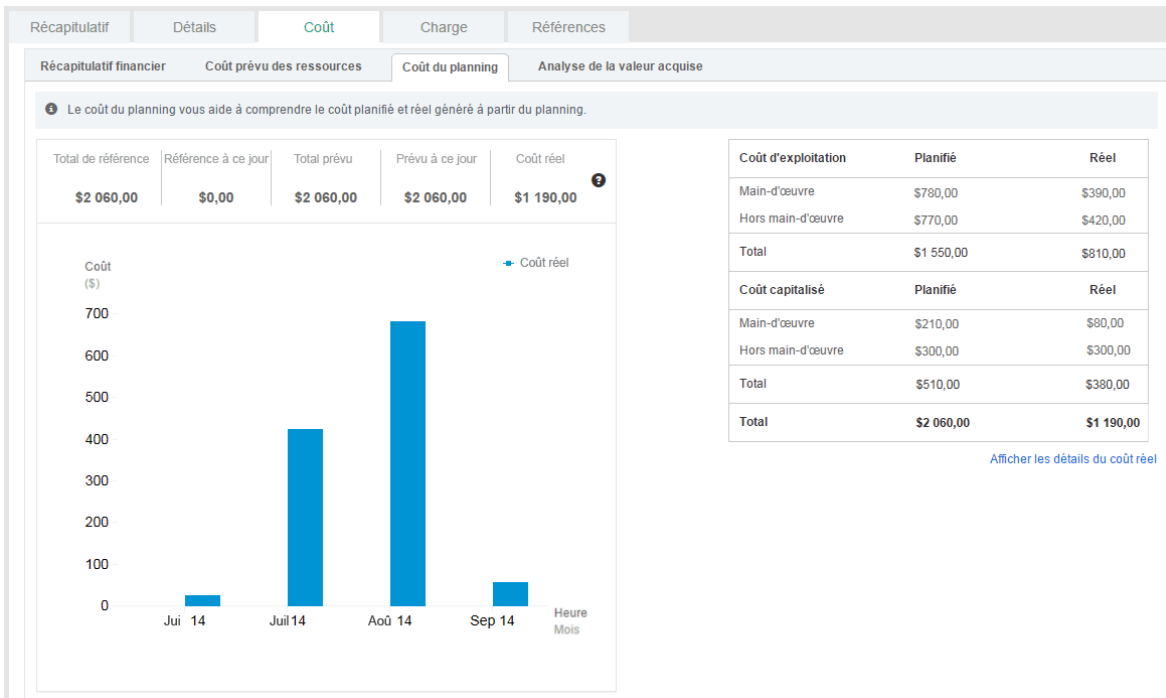 Récapitulatif Détails Coût Charge Références
Récapitulatif financier Coût prévu des ressources Coût du planning Analyse de la valeur acquise
Le coût du planning vous aide à comprendre le coût planifié et réel généré à partir du planning.
Total de référence Référence à ce jour Total prévu Prévu à ce jour Coût réel
$2 060,00 $0,00 $2 060,00 $2 060,00 $1 190,00
Coût
($)
Coût réel
700
600
500
400
300
200
100
0
Jui 14 Juil 14 Aoû 14 Sep 14
Heure
Mois
Coût d'exploitation Planifié Réel
Main-d'œuvre $780,00 $390,00
Hors main-d'œuvre $770,00 $420,00
Total $1 550,00 $810,00
Coût capitalisé Planifié Réel
Main-d'œuvre $210,00 $80,00
Hors main-d'œuvre $300,00 $300,00
Total $510,00 $380,00
Total $2 060,00 $1 190,00
Afficher les détails du coût réel